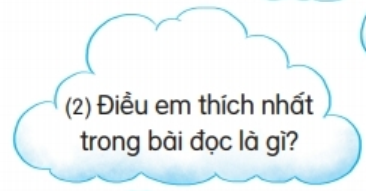 (2) Điều em thích nhất
trong bài đọc là gì?